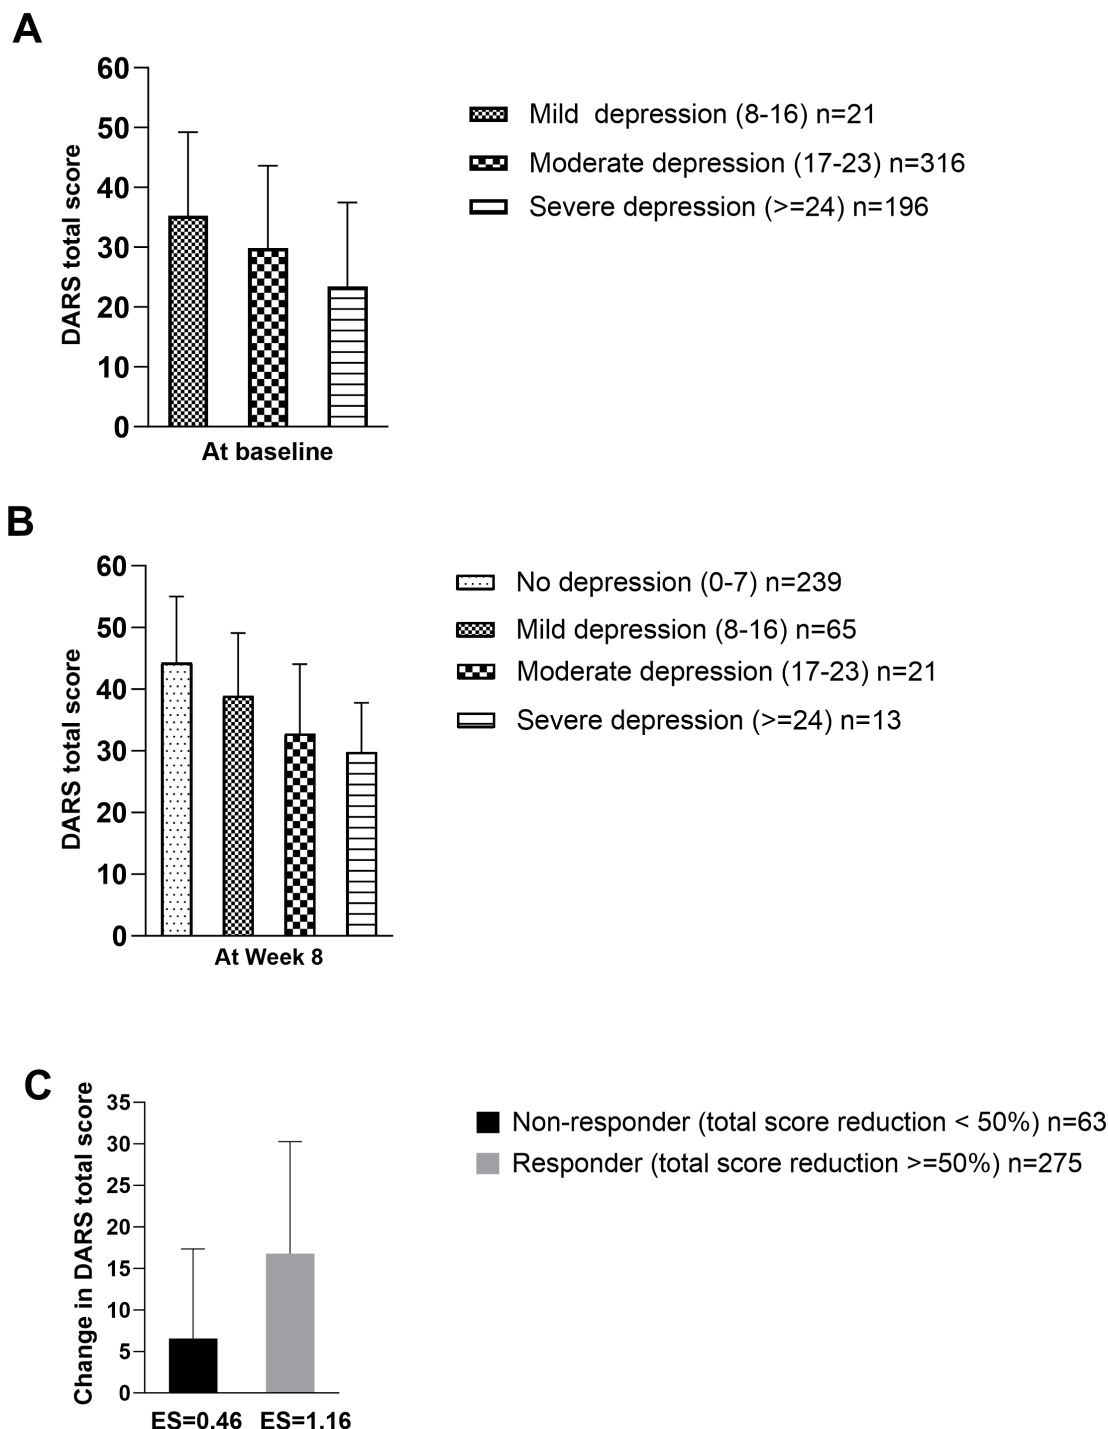 A
60
50
40
30
20
10
0
DARS total score
At baseline
Mild depression (8-16) n=21
Moderate depression (17-23) n=316
Severe depression (>=24) n=196
B
60
50
40
30
20
10
0
DARS total score
At Week 8
No depression (0-7) n=239
Mild depression (8-16) n=65
Moderate depression (17-23) n=21
Severe depression (>=24) n=13
C
35
30
25
20
15
10
5
0
Change in DARS total score
ES=0.46 ES=1.16
Non-responder (total score reduction < 50%) n=63
Responder (total score reduction >=50%) n=275